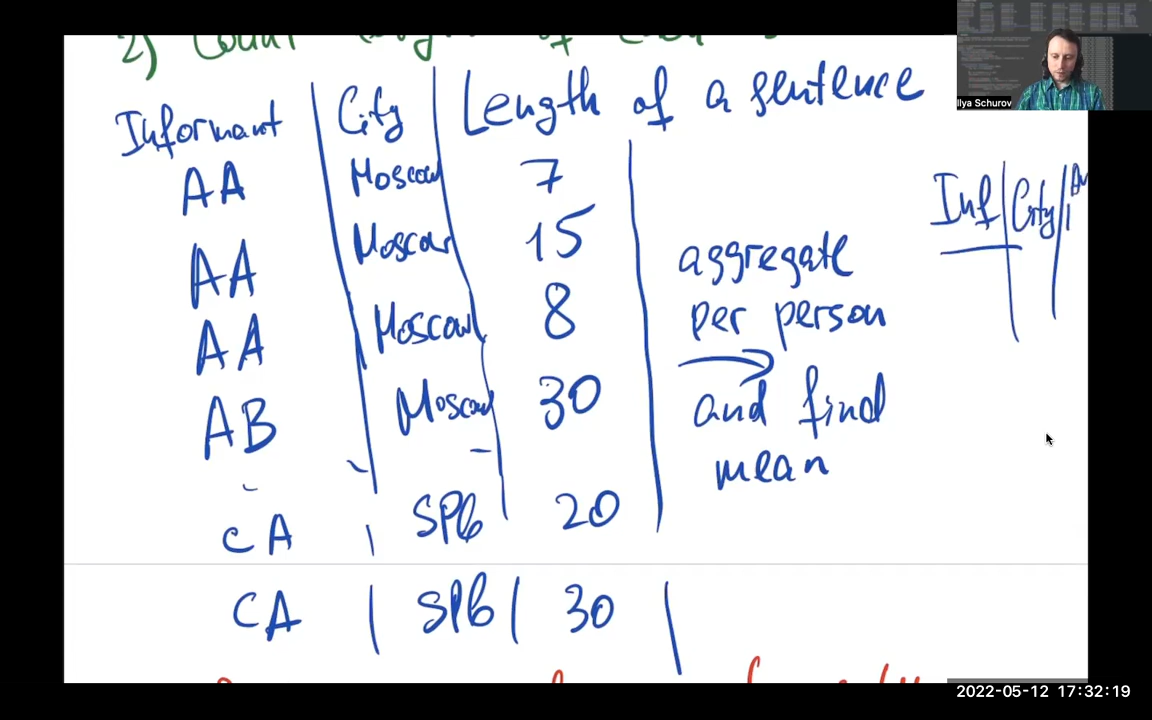 2) Count
Informant | City | Length of a sentence
AA Moscow 7
AA Moscow 15
AA Moscow 8
AB Moscow 30
CA SPb 20
CA | SPb | 30
aggregate
per person
and find
mean
Inf | City |
Ilya Schurov
2022-05-12 17:32:19